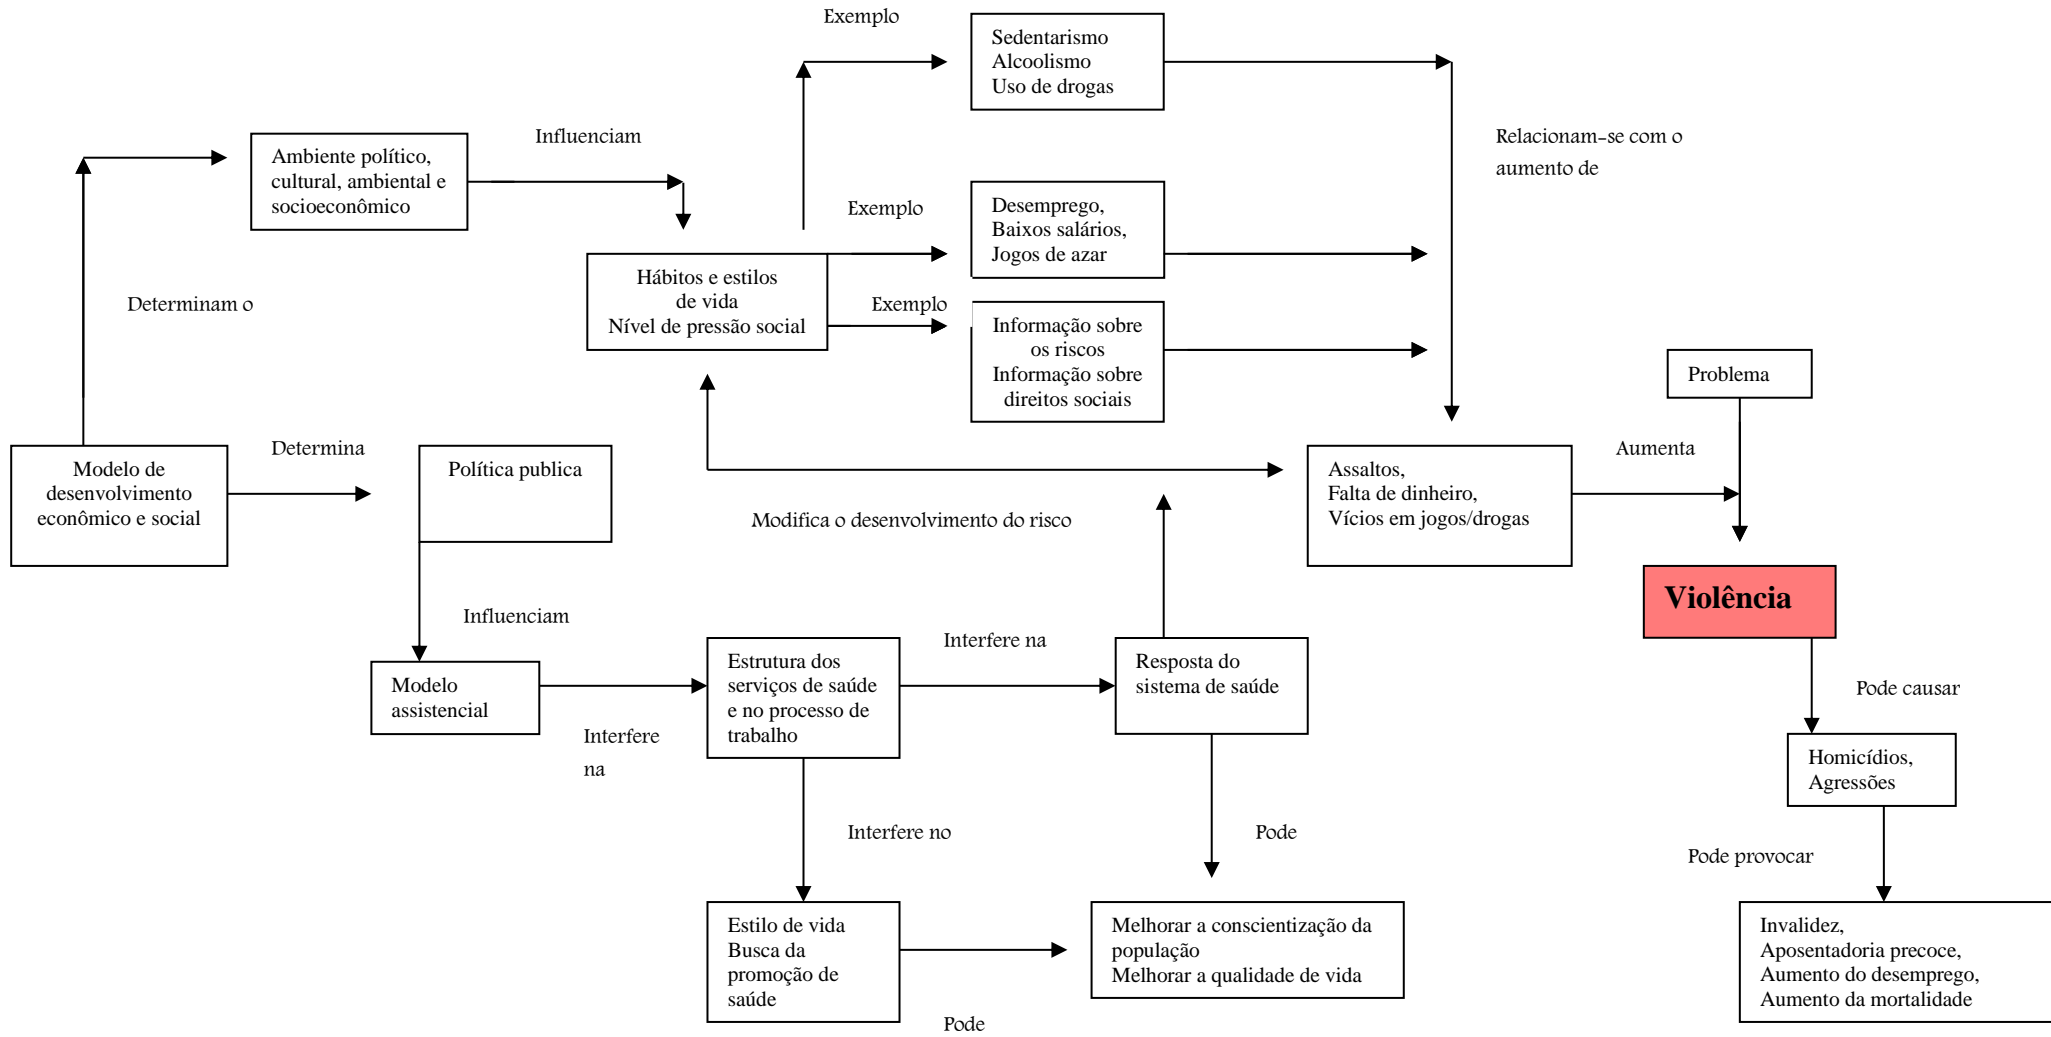 Exemplo
Sedentarismo
Alcoolismo
Uso de drogas
Ambiente político,
cultural, ambiental e
socioeconômico
Influenciam
Relacionam-se com o
aumento de
Exemplo
Desemprego,
Baixos salários,
Jogos de azar
Determinam o
Hábitos e estilos
de vida
Nível de pressão social
Exemplo
Informação sobre
os riscos
Informação sobre
direitos sociais
Problema
Modelo de
desenvolvimento
econômico e social
Determina
Política publica
Modifica o desenvolvimento do risco
Assaltos,
Falta de dinheiro,
Vícios em jogos/drogas
Aumenta
Violência
Influenciam
Modelo
assistencial
Interfere
na
Estrutura dos
serviços de saúde
e no processo de
trabalho
Interfere na
Resposta do
sistema de saúde
Pode causar
Homicídios,
Agressões
Interfere no
Pode
Pode provocar
Estilo de vida
Busca da
promoção de
saúde
Pode
Melhorar a conscientização da
população
Melhorar a qualidade de vida
Invalidez,
Aposentadoria precoce,
Aumento do desemprego,
Aumento da mortalidade